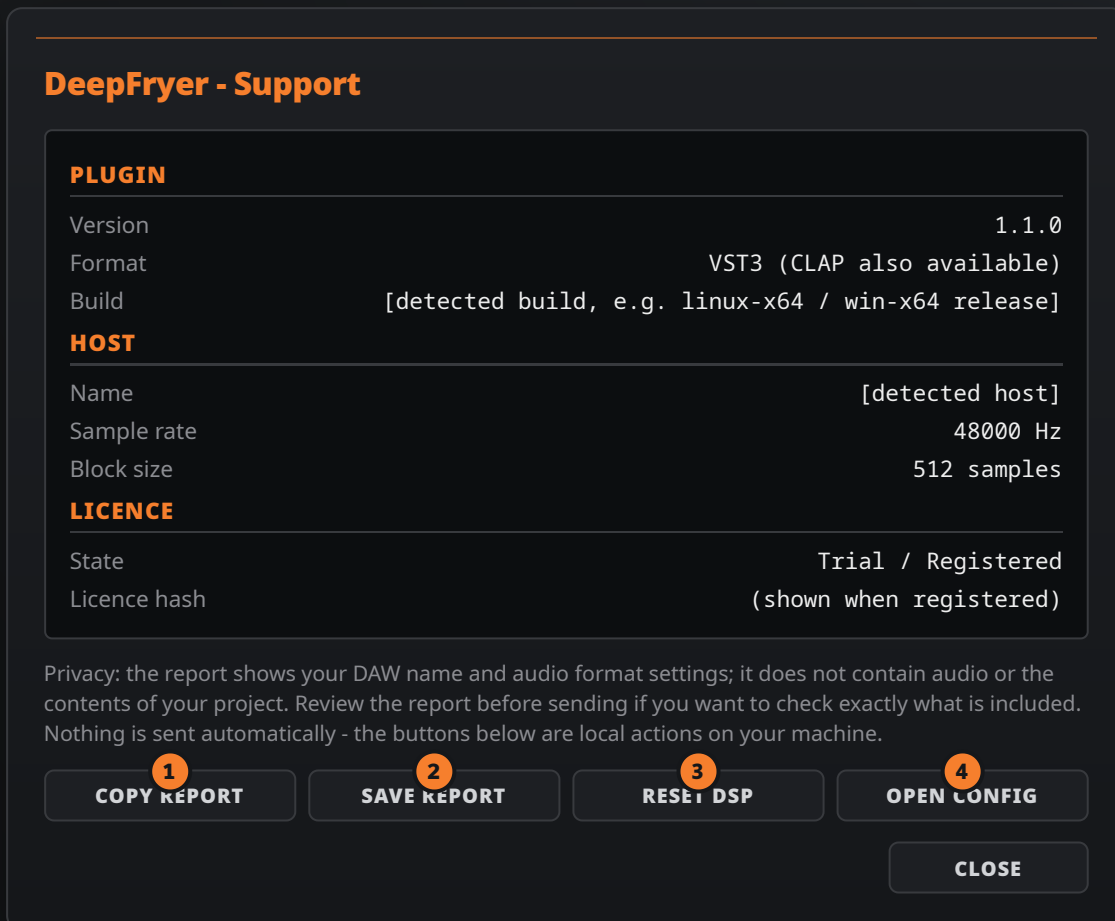 DeepFryer - Support
PLUGIN
Version 1.1.0
Format VST3 (CLAP also available)
Build [detected build, e.g. linux-x64 / win-x64 release]
HOST
Name [detected host]
Sample rate 48000 Hz
Block size 512 samples
LICENCE
State Trial / Registered
Licence hash (shown when registered)
Privacy: the report shows your DAW name and audio format settings; it does not contain audio or the
contents of your project. Review the report before sending if you want to check exactly what is included.
Nothing is sent automatically - the buttons below are local actions on your machine.
1 2 3 4
COPY REPORT SAVE REPORT RESET DSP OPEN CONFIG
CLOSE